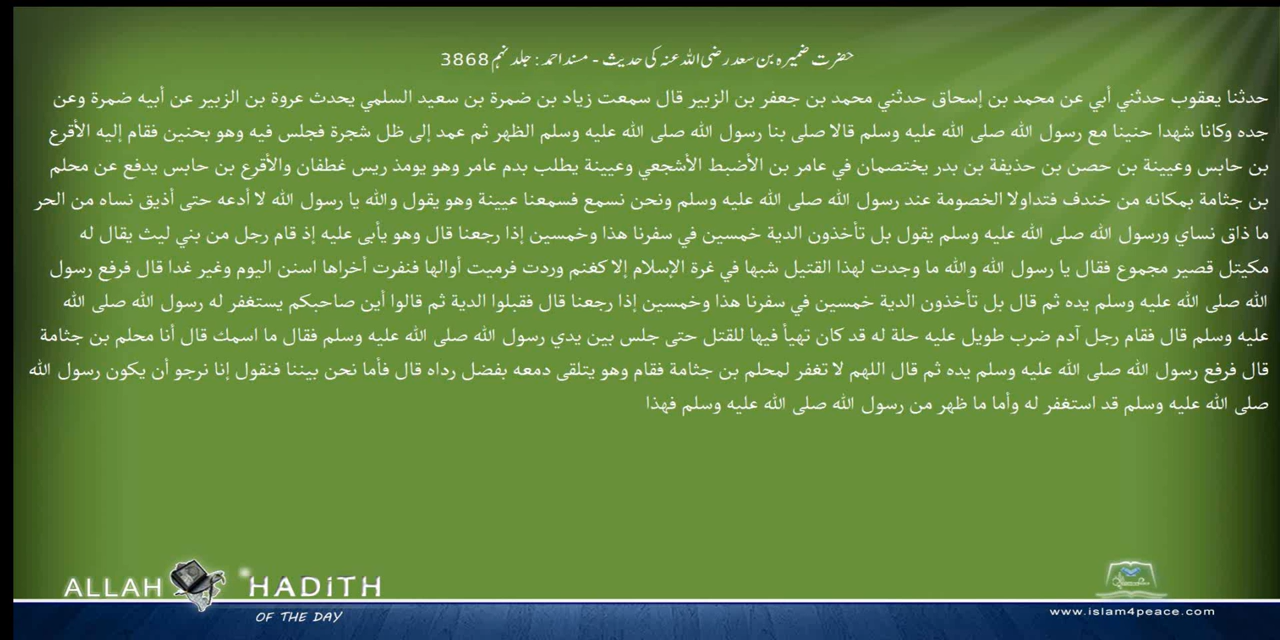 حضرت ضمیرہ بن سعد رضی اللہ عنہ کی حدیث - مسند احمد : جلد نہم 3868
حدثنا يعقوب حدثني أبي عن محمد بن إسحاق حدثني محمد بن جعفر بن الزبير قال سمعت زياد بن ضمرة بن سعيد السلمي يحدث عروة بن الزبير عن أبيه ضمرة وعن
جده وكانا شهدا حنينا مع رسول الله صلى الله عليه وسلم قالا صلى بنا رسول الله صلى الله عليه وسلم الظهر ثم عمد إلى ظل شجرة فجلس فيه وهو بحنين فقام إليه الأقرع
بن حابس وعيينة بن حصن بن حذيفة بن بدر يختصمان في عامر بن الأضبط الأشجعي وعيينة يطلب بدم عامر وهو يومذ ريس غطفان والأقرع بن حابس يدفع عن محلم
بن جثامة بمكانه من خندف فتداولا الخصومة عند رسول الله صلى الله عليه وسلم ونحن نسمع فسمعنا عيينة وهو يقول والله يا رسول الله لا أدعه حتى أذيق نساه من الحر
ما ذاق نساي ورسول الله صلى الله عليه وسلم يقول بل تأخذون الدية خمسين في سفرنا هذا وخمسين إذا رجعنا قال وهو يأبى عليه إذ قام رجل من بني ليث يقال له
مكيتل قصير مجموع فقال يا رسول الله والله ما وجدت لهذا القتيل شبها في غرة الإسلام إلا كغنم وردت فرميت أوالها فنفرت أخراها اسنن اليوم وغير غدا قال فرفع رسول
الله صلى الله عليه وسلم يده ثم قال بل تأخذون الدية خمسين في سفرنا هذا وخمسين إذا رجعنا قال فقبلوا الدية ثم قالوا أين صاحبكم يستغفر له رسول الله صلى الله
عليه وسلم قال فقام رجل آدم ضرب طويل عليه حلة له قد كان تهيأ فيها للقتل حتى جلس بين يدي رسول الله صلى الله عليه وسلم فقال ما اسمك قال أنا محلم بن جثامة
قال فرفع رسول الله صلى الله عليه وسلم يده ثم قال اللهم لا تغفر لمحلم بن جثامة فقام وهو يتلقى دمعه بفضل رداه قال فأما نحن بيننا فنقول إنا نرجو أن يكون رسول الله
صلى الله عليه وسلم قد استغفر له وأما ما ظهر من رسول الله صلى الله عليه وسلم فهذا
ALLAH HADITH
OF THE DAY
www.islam4peace.com